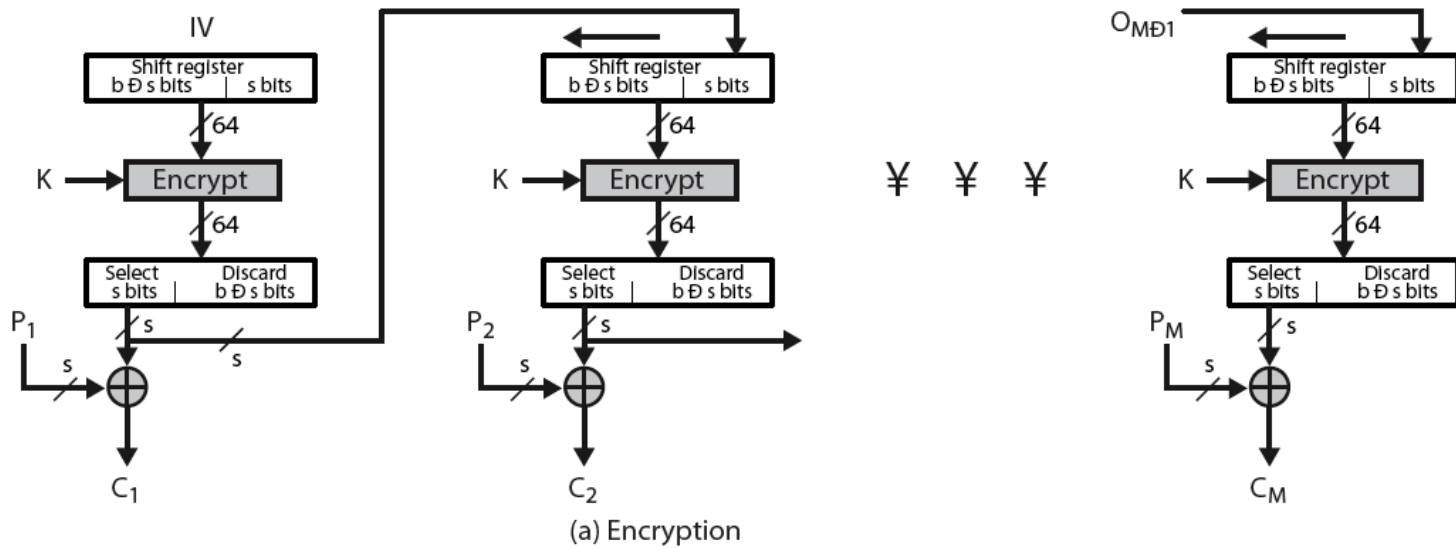 IV
O_MÐ1
Shift register
b Ð s bits | s bits
Shift register
b Ð s bits | s bits
Shift register
b Ð s bits | s bits
64
64
64
K
Encrypt
K
Encrypt
¥ ¥ ¥
K
Encrypt
64
64
64
Select Discard
s bits | b Ð s bits
Select Discard
s bits | b Ð s bits
Select Discard
s bits | b Ð s bits
P1
s
s
s
P2
s
s
PM
s
s
C1
C2
CM
(a) Encryption